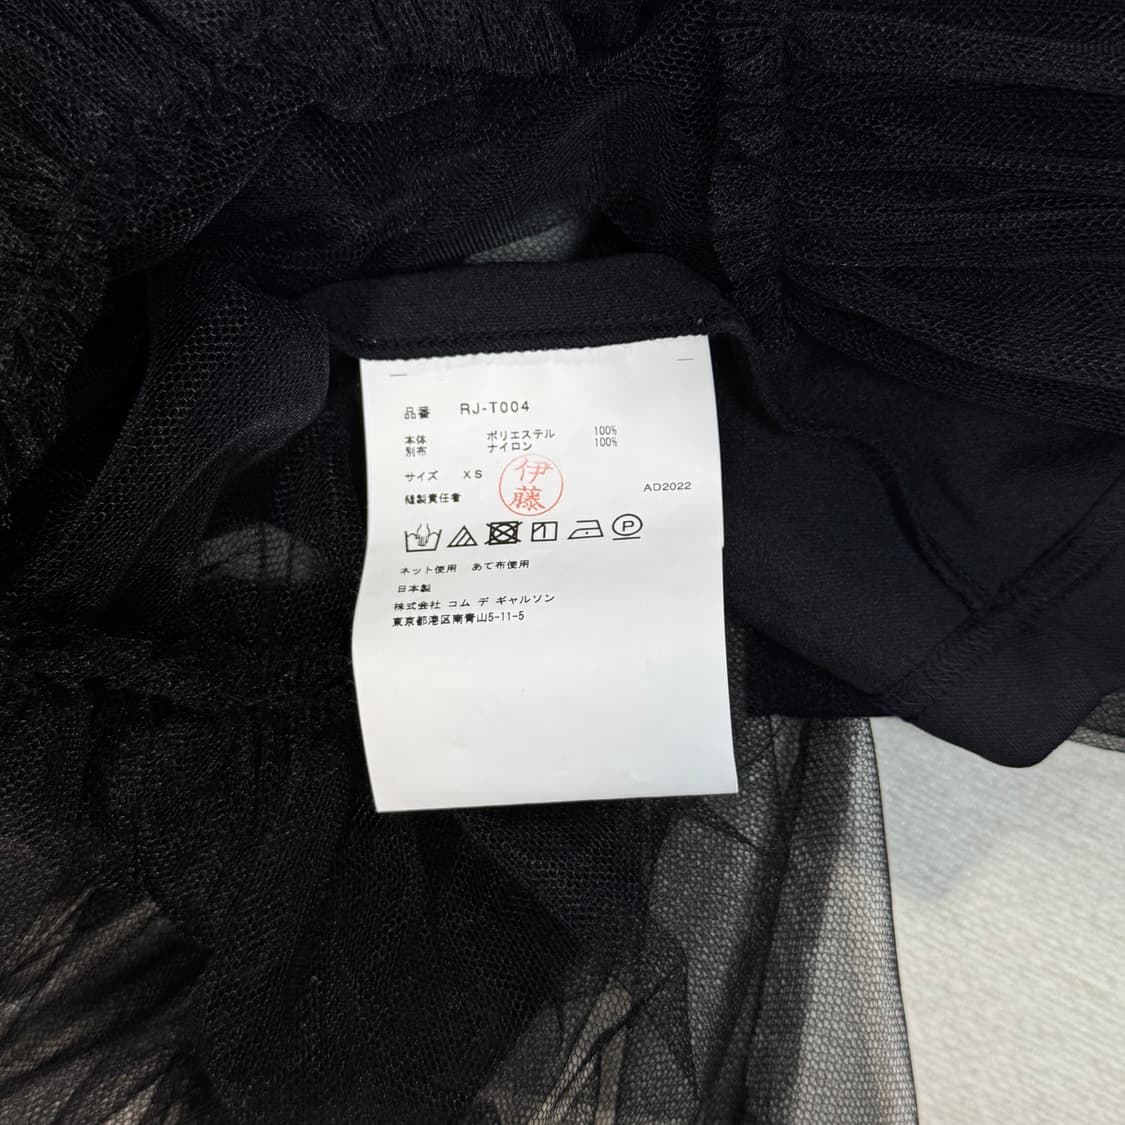 品番 RJ-T004
本体 ポリエステル 100%
別布 ナイロン 100%
サイズ XS
縫製責任者 伊藤 AD2022
P
ネット使用 あて布使用
日本製
株式会社 コム デ ギャルソン
東京都港区南青山5-11-5